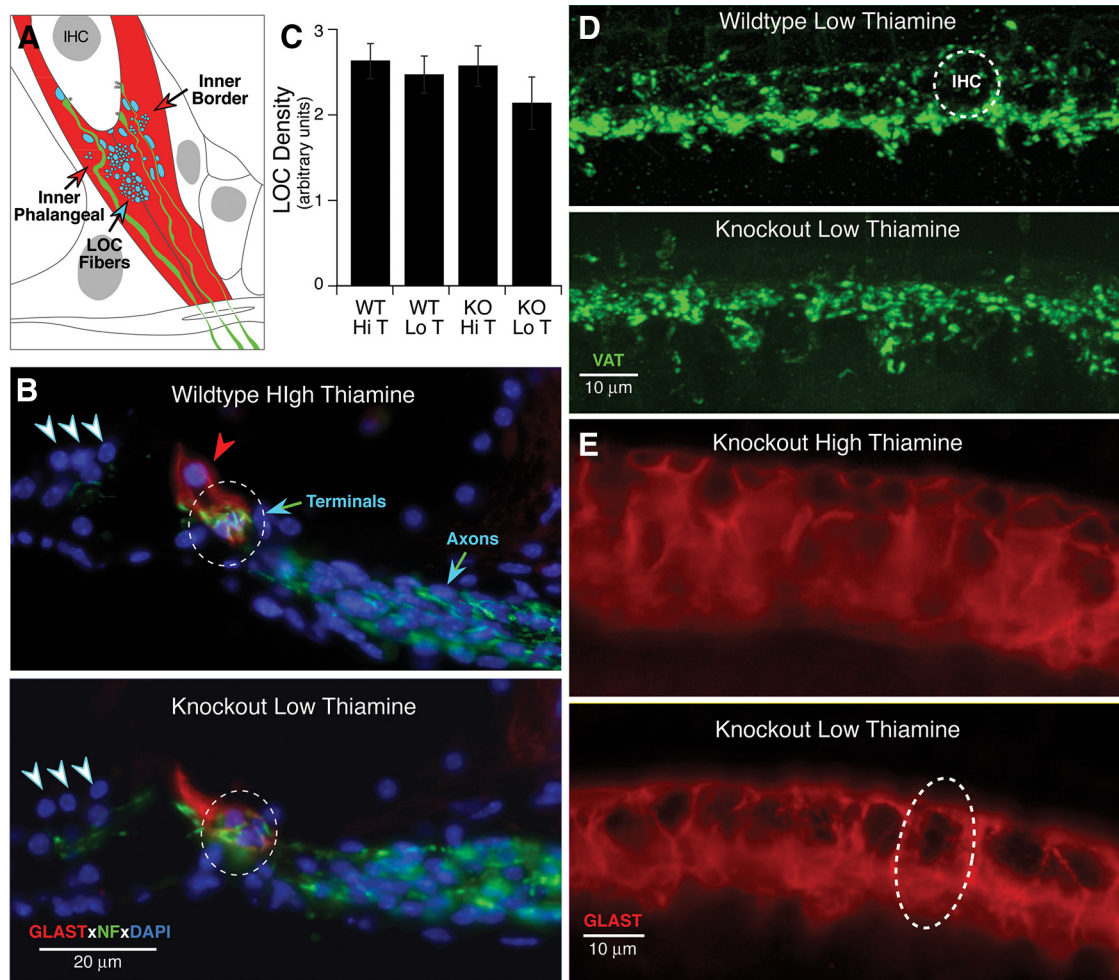 A
IHC
Inner
Border
Inner
Phalangeal
LOC
Fibers
C
LOC Density
(arbitrary units)
3
2
1
0
WT
Hi T
WT
Lo T
KO
Hi T
KO
Lo T
B
Wildtype HIgh Thiamine
Terminals
Axons
Knockout Low Thiamine
GLASTxNFxDAPI
20 μm
D
Wildtype Low Thiamine
IHC
Knockout Low Thiamine
VAT
10 μm
E
Knockout High Thiamine
Knockout Low Thiamine
GLAST
10 μm